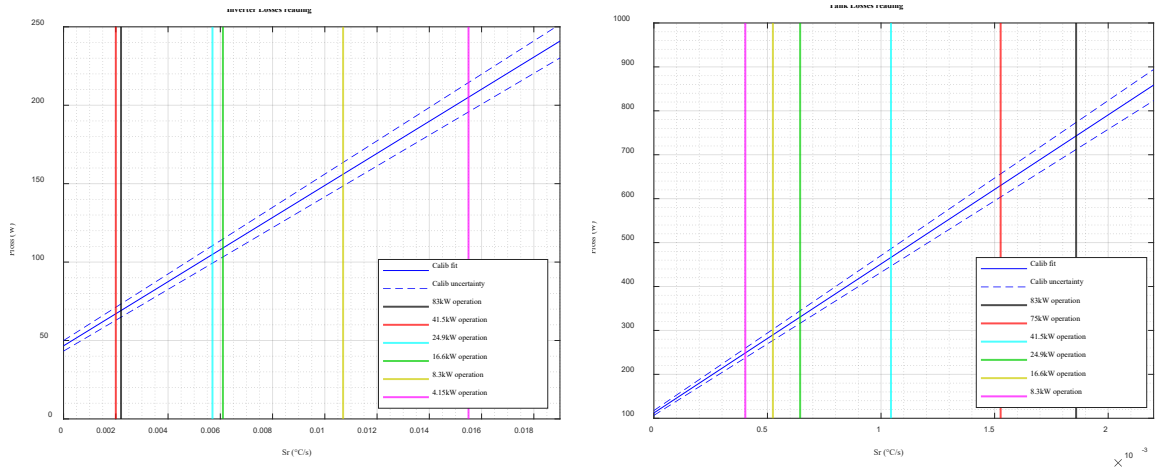 Inverter Losses reading
250
200
150
100
50
0
0
0.002
0.004
0.006
0.008
0.01
0.012
0.014
0.016
0.018
Sr (°C/s)
Ploss (W)
Calib fit
Calib uncertainty
83kW operation
41.5kW operation
24.9kW operation
16.6kW operation
8.3kW operation
4.15kW operation
Tank Losses reading
1000
900
800
700
600
500
400
300
200
100
0
0.5
1
1.5
2
× 10 -3
Sr (°C/s)
Ploss (W)
Calib fit
Calib uncertainty
83kW operation
75kW operation
41.5kW operation
24.9kW operation
16.6kW operation
8.3kW operation